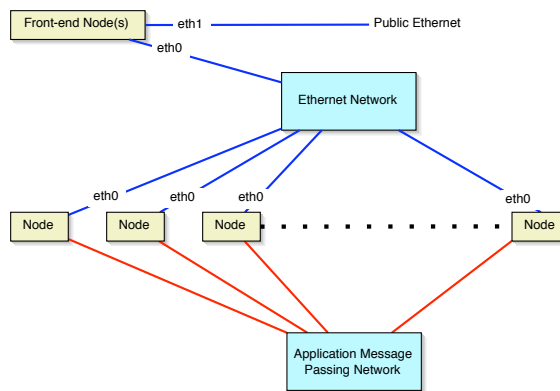 Front-end Node(s)
eth1
Public Ethernet
eth0
Ethernet Network
eth0
eth0
eth0
eth0
Node
Node
Node
Node
Application Message
Passing Network